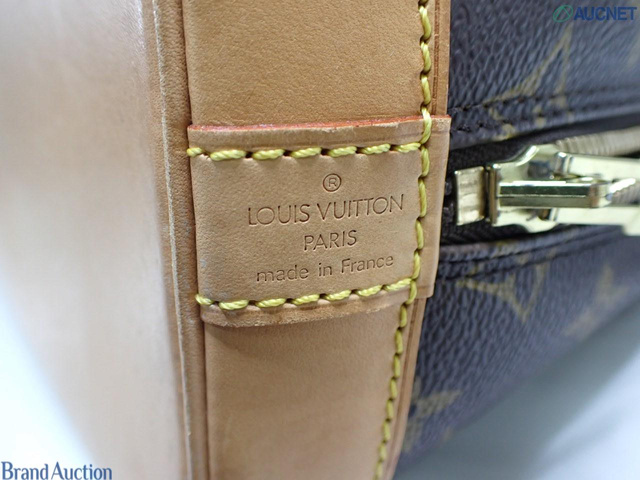 AUCNET
®
LOUIS VUITTON
PARIS
made in France
Brand Auction